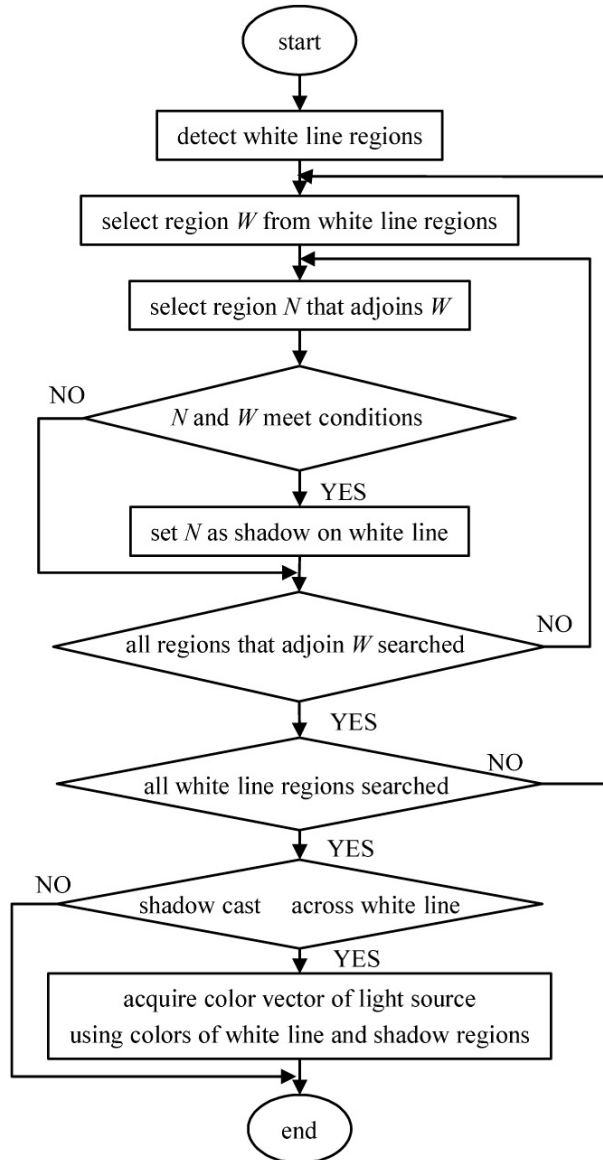 start
detect white line regions
select region W from white line regions
select region N that adjoins W
NO
N and W meet conditions
YES
set N as shadow on white line
NO
all regions that adjoin W searched
YES
NO
all white line regions searched
YES
NO
shadow cast across white line
YES
acquire color vector of light source
using colors of white line and shadow regions
NO
end